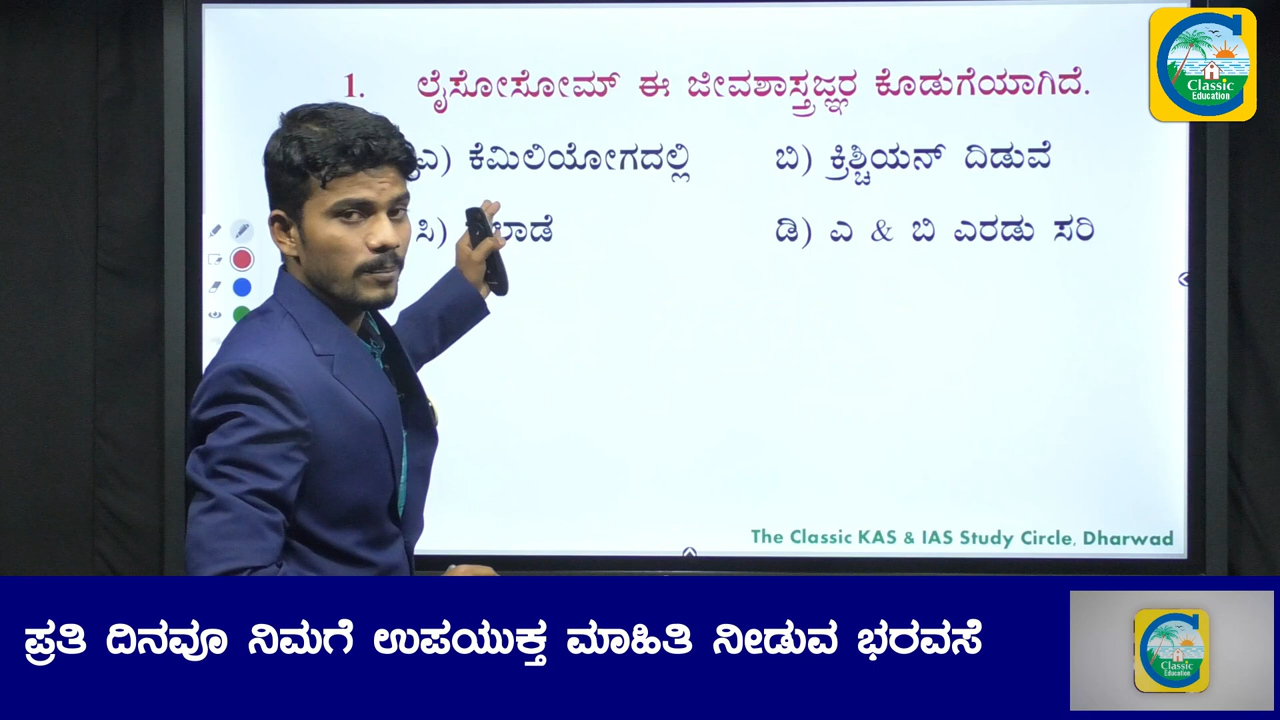 Classic
Education
1. ಲೈಸೋಸೋಮ್ ಈ ಜೀವಶಾಸ್ತ್ರಜ್ಞರ ಕೊಡುಗೆಯಾಗಿದೆ.
ಎ) ಕೆಮಿಲಿಯೋಗದಲ್ಲಿ ಬಿ) ಕ್ರಿಶ್ಚಿಯನ್ ದಿಡುವೆ
ಸಿ) ಡಿ) ಎ & ಬಿ ಎರಡು ಸರಿ
The Classic KAS & IAS Study Circle, Dharwad
ಪ್ರತಿ ದಿನವೂ ನಿಮಗೆ ಉಪಯುಕ್ತ ಮಾಹಿತಿ ನೀಡುವ ಭರವಸೆ
Classic
Education